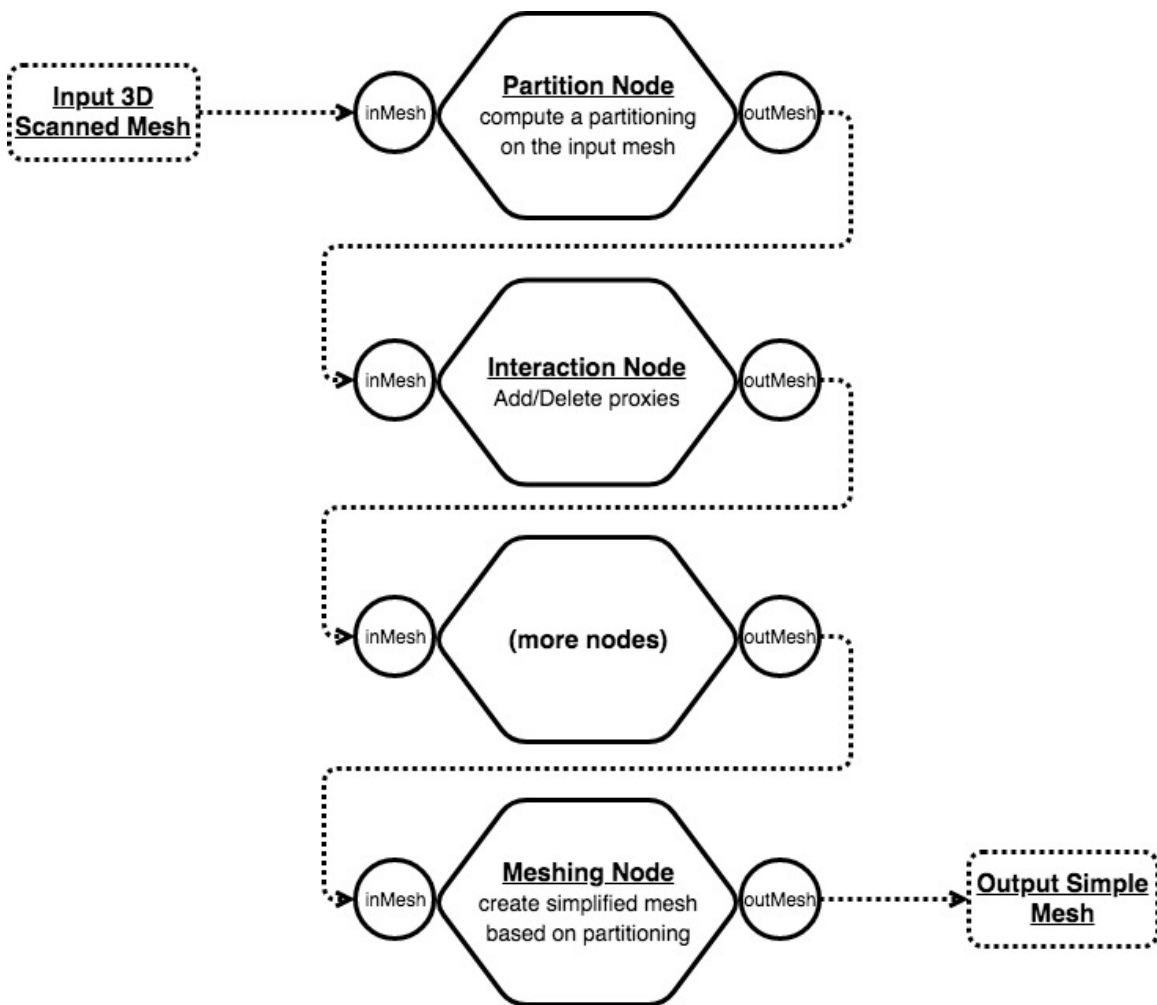 Input 3D
Scanned Mesh
inMesh
Partition Node
compute a partitioning
on the input mesh
outMesh
inMesh
Interaction Node
Add/Delete proxies
outMesh
inMesh
(more nodes)
outMesh
inMesh
Meshing Node
create simplified mesh
based on partitioning
outMesh
Output Simple
Mesh